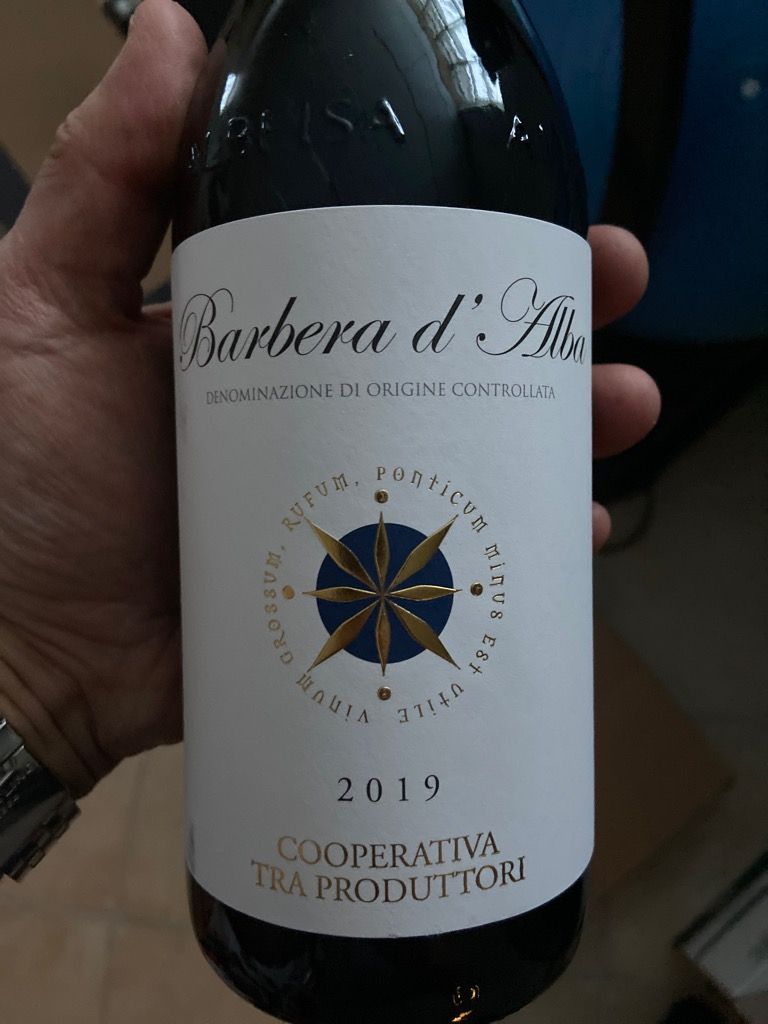 Barbera d'Alba
DENOMINAZIONE DI ORIGINE CONTROLLATA
VINUM GROSSUM, RUFUM, PONTICUM MINUS EST UTILE
2019
COOPERATIVA
TRA PRODUTTORI